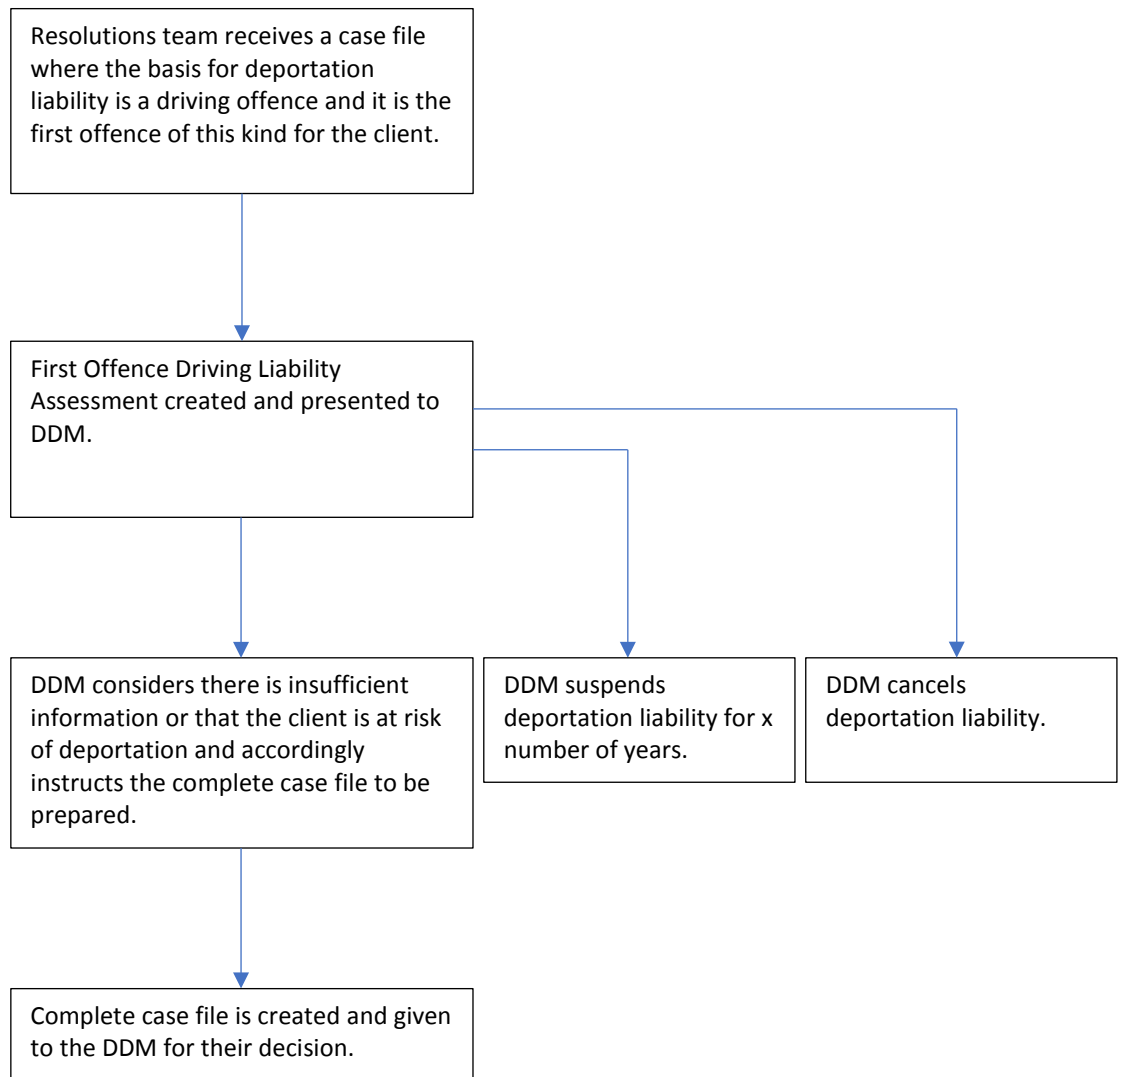 Resolutions team receives a case file
where the basis for deportation
liability is a driving offence and it is the
first offence of this kind for the client.
First Offence Driving Liability
Assessment created and presented to
DDM.
DDM considers there is insufficient
information or that the client is at risk
of deportation and accordingly
instructs the complete case file to be
prepared.
DDM suspends
deportation liability for x
number of years.
DDM cancels
deportation liability.
Complete case file is created and given
to the DDM for their decision.